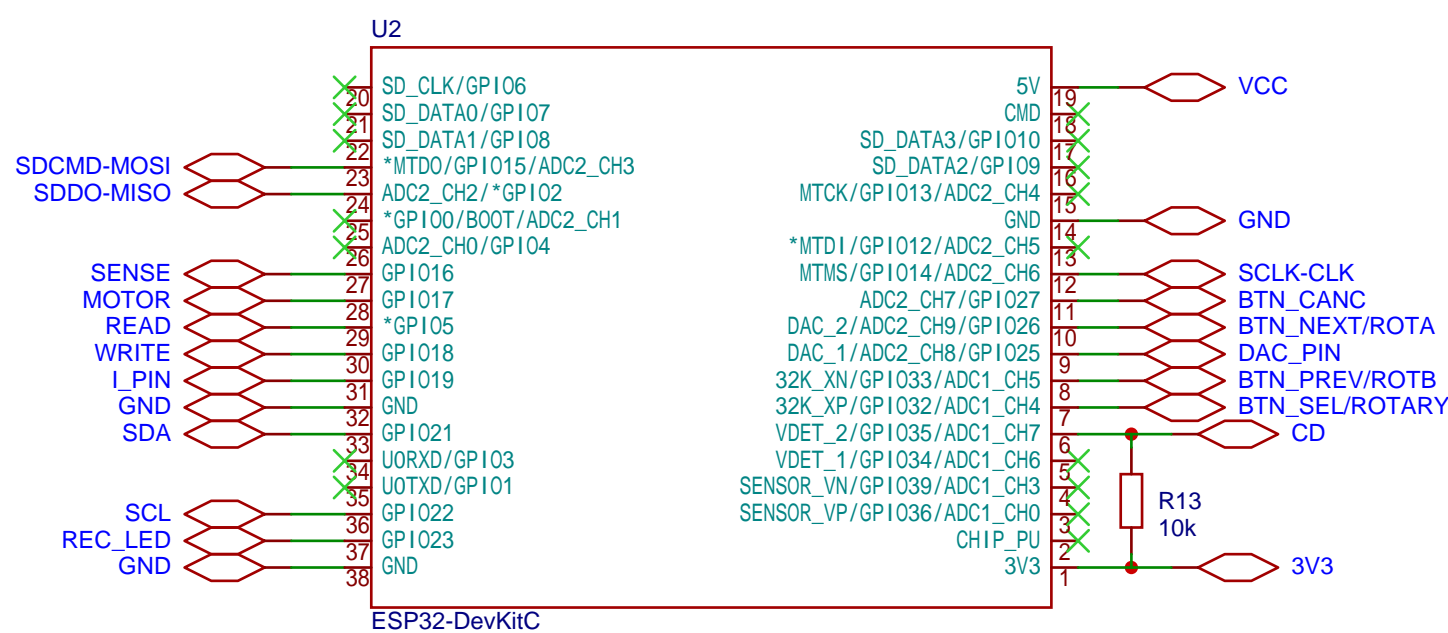 U2
SD_CLK/GPIO6
20
SD_DATA0/GPIO7
21
SD_DATA1/GPIO8
22
SDCMD-MOSI
*MTDO/GPIO15/ADC2_CH3
23
SDDO-MISO
ADC2_CH2/*GPIO2
24
*GPIO0/BOOT/ADC2_CH1
25
ADC2_CH0/GPIO4
26
SENSE
GPIO16
27
MOTOR
GPIO17
28
READ
*GPIO5
29
WRITE
GPIO18
30
I_PIN
GPIO19
31
GND
GND
32
SDA
GPIO21
33
U0RXD/GPIO3
34
U0TXD/GPIO1
35
SCL
GPIO22
36
REC_LED
GPIO23
37
GND
GND
38
5V
19
VCC
CMD
18
SD_DATA3/GPIO10
17
SD_DATA2/GPIO9
16
MTCK/GPIO13/ADC2_CH4
15
GND
14
GND
*MTDI/GPIO12/ADC2_CH5
13
MTMS/GPIO14/ADC2_CH6
12
SCLK-CLK
ADC2_CH7/GPIO27
11
BTN_CANC
DAC_2/ADC2_CH9/GPIO26
10
BTN_NEXT/ROTA
DAC_1/ADC2_CH8/GPIO25
9
DAC_PIN
32K_XN/GPIO33/ADC1_CH5
8
BTN_PREV/ROTB
32K_XP/GPIO32/ADC1_CH4
7
BTN_SEL/ROTARY
VDET_2/GPIO35/ADC1_CH7
6
CD
VDET_1/GPIO34/ADC1_CH6
5
SENSOR_VN/GPIO39/ADC1_CH3
4
SENSOR_VP/GPIO36/ADC1_CH0
3
CHIP_PU
2
3V3
1
3V3
R13
10k
ESP32-DevKitC